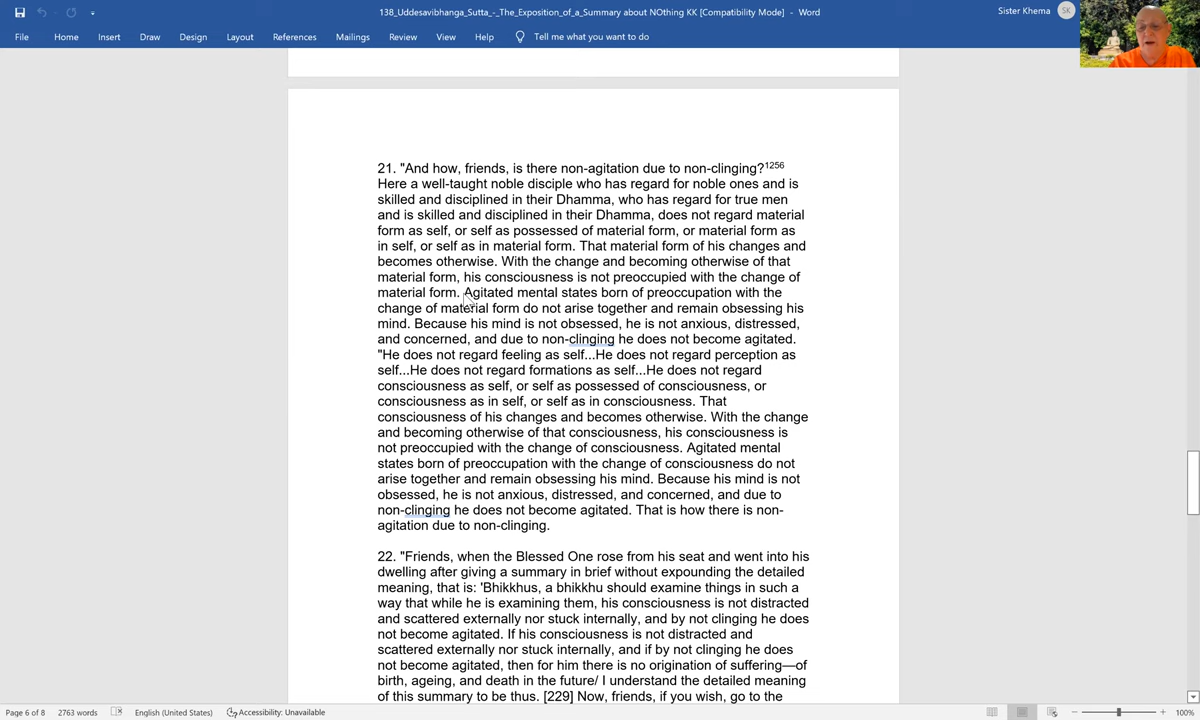 138_Uddesavibhanga_Sutta_-_The_Exposition_of_a_Summary about NOthing KK [Compatibility Mode] - Word
Sister Khema SK
File Home Insert Draw Design Layout References Mailings Review View Help Tell me what you want to do
21. "And how, friends, is there non-agitation due to non-clinging?1256
Here a well-taught noble disciple who has regard for noble ones and is
skilled and disciplined in their Dhamma, who has regard for true men
and is skilled and disciplined in their Dhamma, does not regard material
form as self, or self as possessed of material form, or material form as
in self, or self as in material form. That material form of his changes and
becomes otherwise. With the change and becoming otherwise of that
material form, his consciousness is not preoccupied with the change of
material form. Agitated mental states born of preoccupation with the
change of material form do not arise together and remain obsessing his
mind. Because his mind is not obsessed, he is not anxious, distressed,
and concerned, and due to non-clinging he does not become agitated.
"He does not regard feeling as self...He does not regard perception as
self...He does not regard formations as self...He does not regard
consciousness as self, or self as possessed of consciousness, or
consciousness as in self, or self as in consciousness. That
consciousness of his changes and becomes otherwise. With the change
and becoming otherwise of that consciousness, his consciousness is
not preoccupied with the change of consciousness. Agitated mental
states born of preoccupation with the change of consciousness do not
arise together and remain obsessing his mind. Because his mind is not
obsessed, he is not anxious, distressed, and concerned, and due to
non-clinging he does not become agitated. That is how there is non-
agitation due to non-clinging.
22. "Friends, when the Blessed One rose from his seat and went into his
dwelling after giving a summary in brief without expounding the detailed
meaning, that is: 'Bhikkhus, a bhikkhu should examine things in such a
way that while he is examining them, his consciousness is not distracted
and scattered externally nor stuck internally, and by not clinging he does
not become agitated. If his consciousness is not distracted and
scattered externally nor stuck internally, and if by not clinging he does
not become agitated, then for him there is no origination of suffering—of
birth, ageing, and death in the future/ I understand the detailed meaning
of this summary to be thus. [229] Now, friends, if you wish, go to the
Page 6 of 8 2763 words English (United States) Accessibility: Unavailable 100%